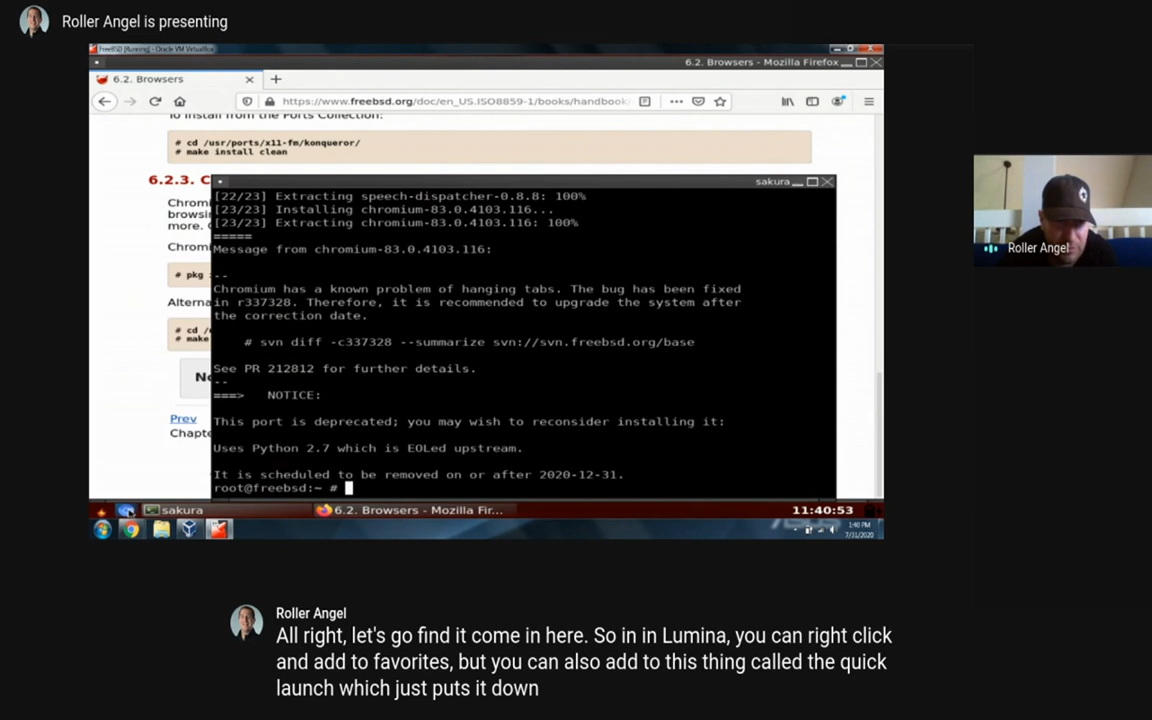 Roller Angel is presenting
FreeBSD [Running] - Oracle VM VirtualBox
6.2. Browsers - Mozilla Firefox
6.2. Browsers
https://www.freebsd.org/doc/en_US.ISO8859-1/books/handbook/
To install from the Ports Collection:
# cd /usr/ports/x11-fm/konqueror/
# make install clean
6.2.3. C
sakura
Chromi
browsin
more. C
Chromi
# pkg
Alterna
# cd /u
# make
No
Prev
Chapte
[22/23] Extracting speech-dispatcher-0.8.8: 100%
[23/23] Installing chromium-83.0.4103.116...
[23/23] Extracting chromium-83.0.4103.116: 100%
=====
Message from chromium-83.0.4103.116:
--
Chromium has a known problem of hanging tabs. The bug has been fixed
in r337328. Therefore, it is recommended to upgrade the system after
the correction date.
# svn diff -c337328 --summarize svn://svn.freebsd.org/base
See PR 212812 for further details.
--
===> NOTICE:
This port is deprecated; you may wish to reconsider installing it:
Uses Python 2.7 which is EOLed upstream.
It is scheduled to be removed on or after 2020-12-31.
root@freebsd:~ #
sakura
6.2. Browsers - Mozilla Fir...
11:40:53
1:40 PM
7/31/2020
Roller Angel
Roller Angel
All right, let's go find it come in here. So in in Lumina, you can right click
and add to favorites, but you can also add to this thing called the quick
launch which just puts it down